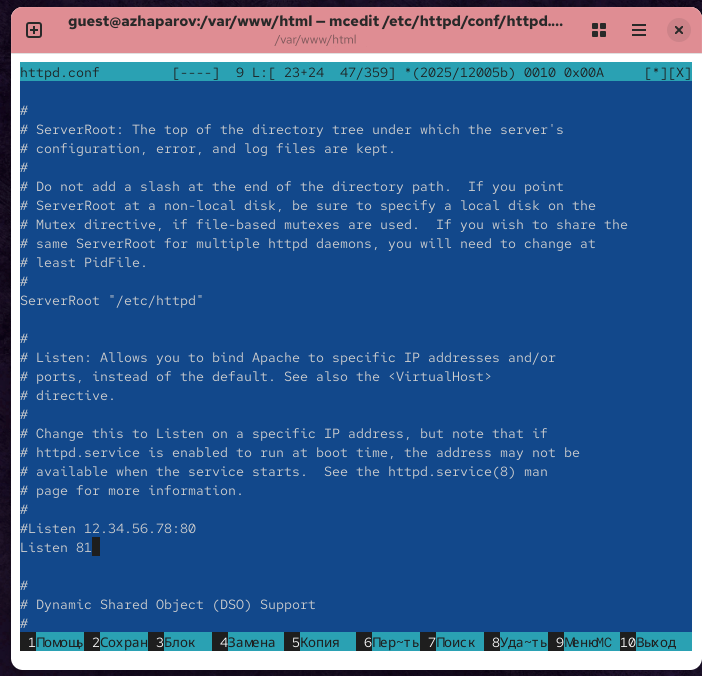 guest@azhaparov:/var/www/html — mcedit /etc/httpd/conf/httpd....
/var/www/html
httpd.conf [----] 9 L:[ 23+24 47/359] *(2025/12005b) 0010 0x00A [*][X]
#
# ServerRoot: The top of the directory tree under which the server's
# configuration, error, and log files are kept.
#
# Do not add a slash at the end of the directory path.  If you point
# ServerRoot at a non-local disk, be sure to specify a local disk on the
# Mutex directive, if file-based mutexes are used.  If you wish to share the
# same ServerRoot for multiple httpd daemons, you will need to change at
# least PidFile.
#
ServerRoot "/etc/httpd"
#
# Listen: Allows you to bind Apache to specific IP addresses and/or
# ports, instead of the default. See also the <VirtualHost>
# directive.
#
# Change this to Listen on a specific IP address, but note that if
# httpd.service is enabled to run at boot time, the address may not be
# available when the service starts.  See the httpd.service(8) man
# page for more information.
#
#Listen 12.34.56.78:80
Listen 81
#
# Dynamic Shared Object (DSO) Support
#
1Помощь 2Сохран 3Блок 4Замена 5Копия 6Пер~ть 7Поиск 8Уда~ть 9МенюMC 10Выход